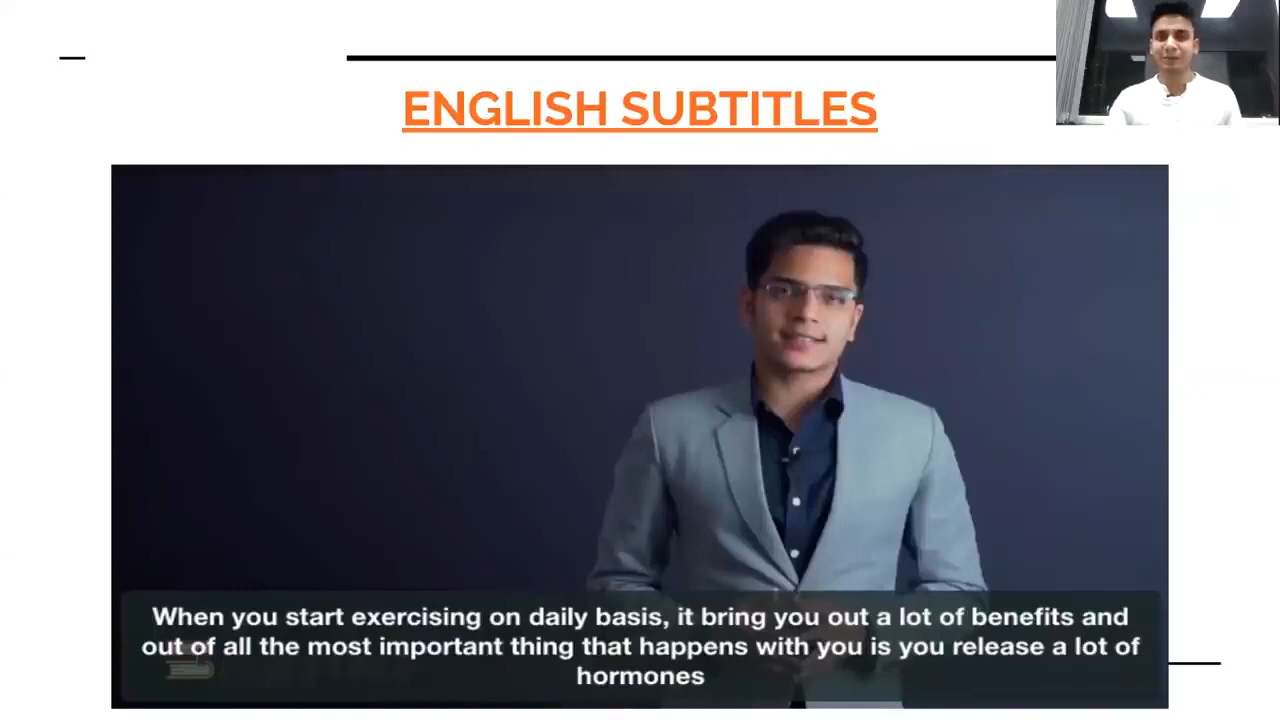 ENGLISH SUBTITLES
When you start exercising on daily basis, it bring you out a lot of benefits and
out of all the most important thing that happens with you is you release a lot of
hormones